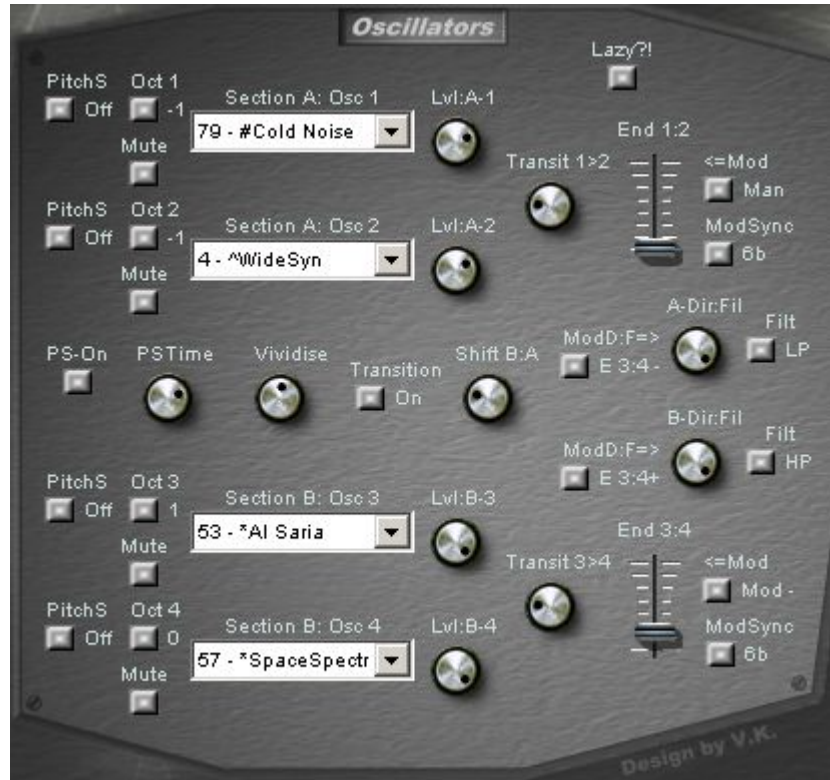 Oscillators
Lazy?!
PitchS Oct 1
Off -1
Section A: Osc 1 Lvl:A-1
79 - #Cold Noise
Mute
End 1:2
Transit 1>2 <=Mod
Man
PitchS Oct 2
Off -1
Section A: Osc 2 Lvl:A-2
4 - ^WideSyn
ModSync
6b
Mute
A-Dir:Fil
Filt
LP
ModD:F=>
E 3:4 -
PS-On PSTime Vividise Transition Shift B:A
On
B-Dir:Fil
Filt
HP
ModD:F=>
E 3:4+
PitchS Oct 3
Off 1
Section B: Osc 3 Lvl:B-3
53 - *Al Saria
Mute
End 3:4
Transit 3>4 <=Mod
Mod -
PitchS Oct 4
Off 0
Section B: Osc 4 Lvl:B-4
57 - *SpaceSpectr
ModSync
6b
Mute
Design by V.K.